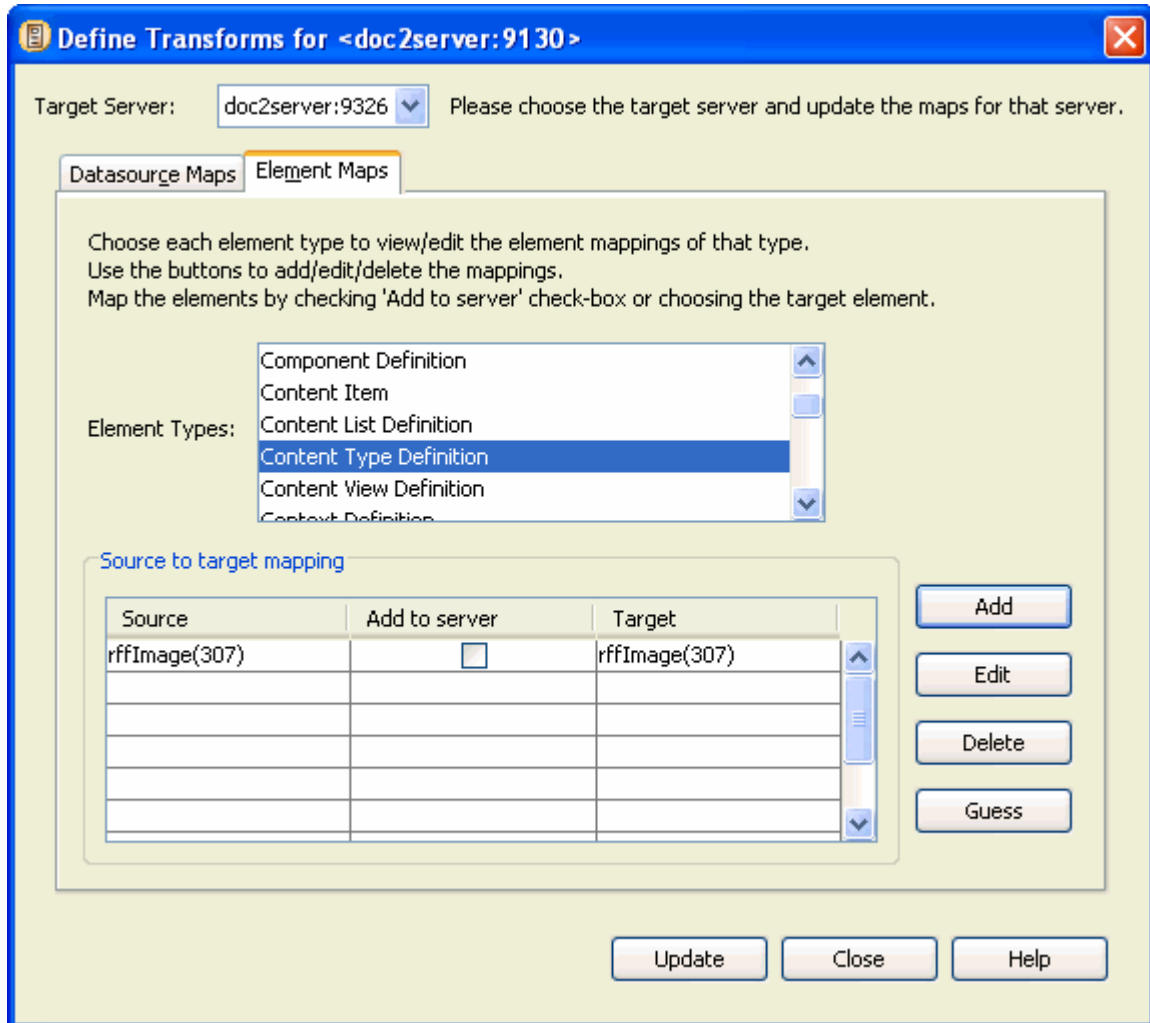 Define Transforms for <doc2server:9130>
Target Server: doc2server:9326 Please choose the target server and update the maps for that server.
Datasource Maps Element Maps
Choose each element type to view/edit the element mappings of that type.
Use the buttons to add/edit/delete the mappings.
Map the elements by checking 'Add to server' check-box or choosing the target element.
Component Definition
Content Item
Content List Definition
Element Types:
Content Type Definition
Content View Definition
Context Definition
Source to target mapping
Source Add to server Target
rffImage(307) rffImage(307)
Add
Edit
Delete
Guess
Update Close Help